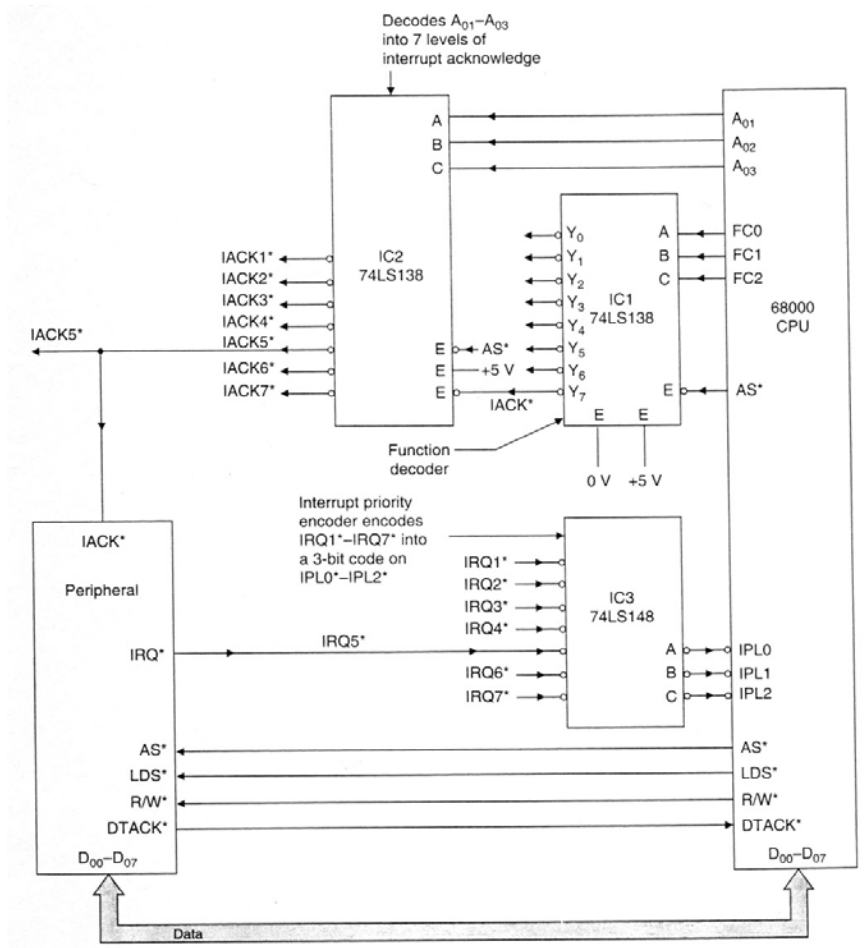 Decodes A01–A03
into 7 levels of
interrupt acknowledge
A
B
C
IC2
74LS138
IACK1*
IACK2*
IACK3*
IACK4*
IACK5*
IACK5*
IACK6*
IACK7*
E
AS*
E
+5 V
E
IACK*
A01
A02
A03
Y0
Y1
Y2
Y3
Y4
Y5
Y6
Y7
A
B
C
IC1
74LS138
E
E
E
0 V
+5 V
FC0
FC1
FC2
68000
CPU
AS*
Function
decoder
Interrupt priority
encoder encodes
IRQ1*–IRQ7* into
a 3-bit code on
IPL0*–IPL2*
IACK*
Peripheral
IRQ*
IRQ5*
IRQ1*
IRQ2*
IRQ3*
IRQ4*
IRQ6*
IRQ7*
IC3
74LS148
A
B
C
IPL0
IPL1
IPL2
AS*
AS*
LDS*
LDS*
R/W*
R/W*
DTACK*
DTACK*
D00–D07
D00–D07
Data